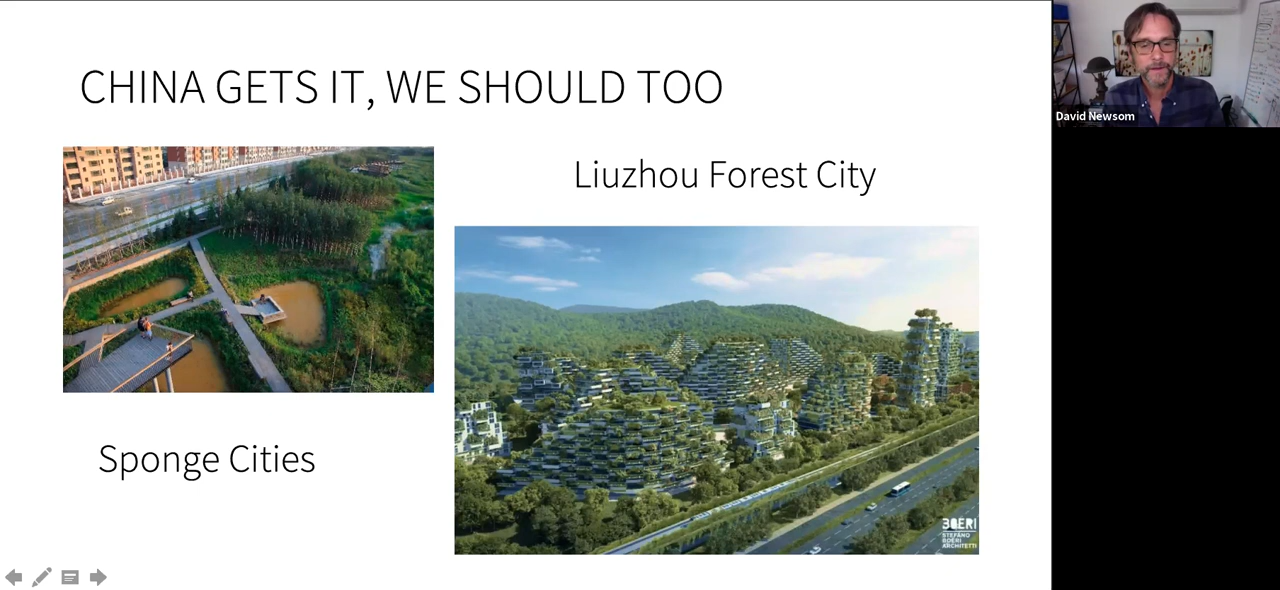 CHINA GETS IT, WE SHOULD TOO
David Newsom
Liuzhou Forest City
Sponge Cities
BOERI
STEFANO
BOERI
ARCHITETTI